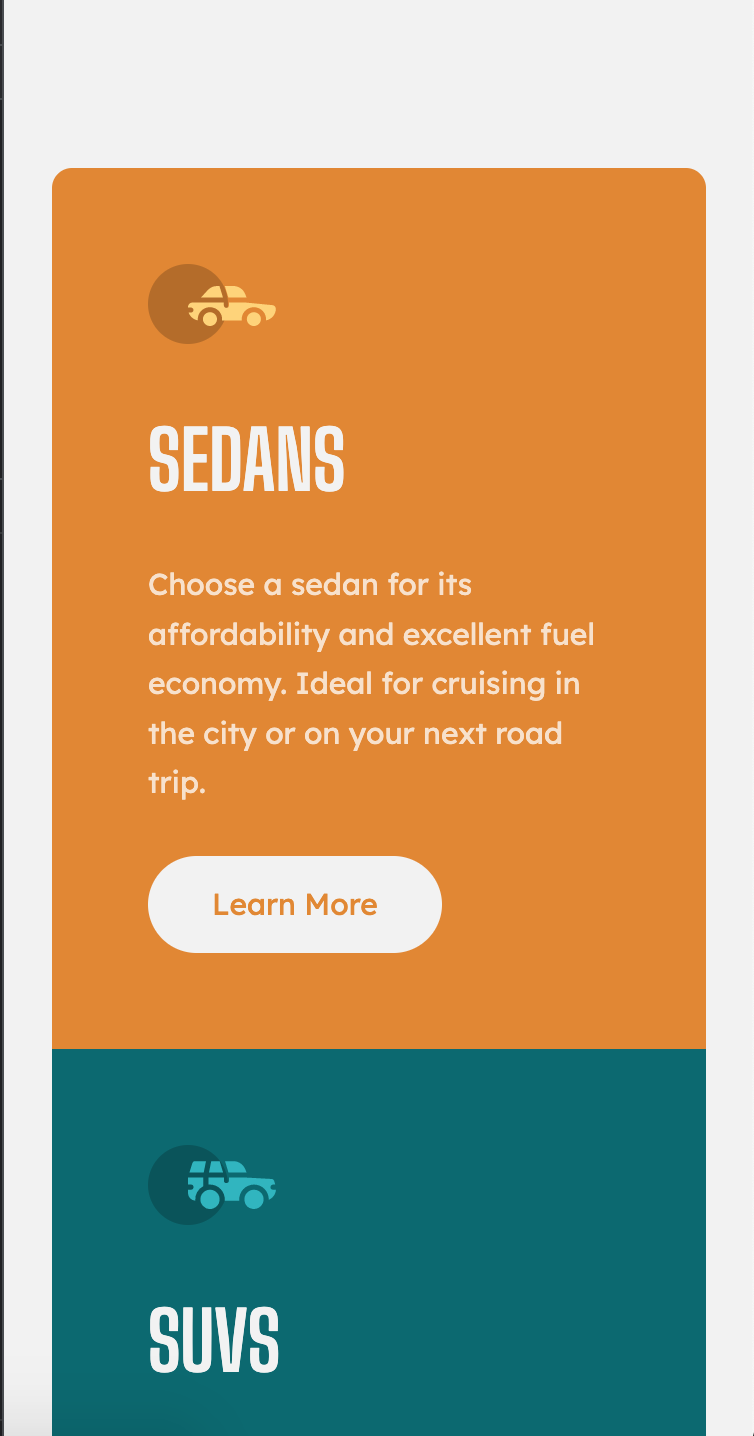 SEDANS
Choose a sedan for its
affordability and excellent fuel
economy. Ideal for cruising in
the city or on your next road
trip.
Learn More
SUVS